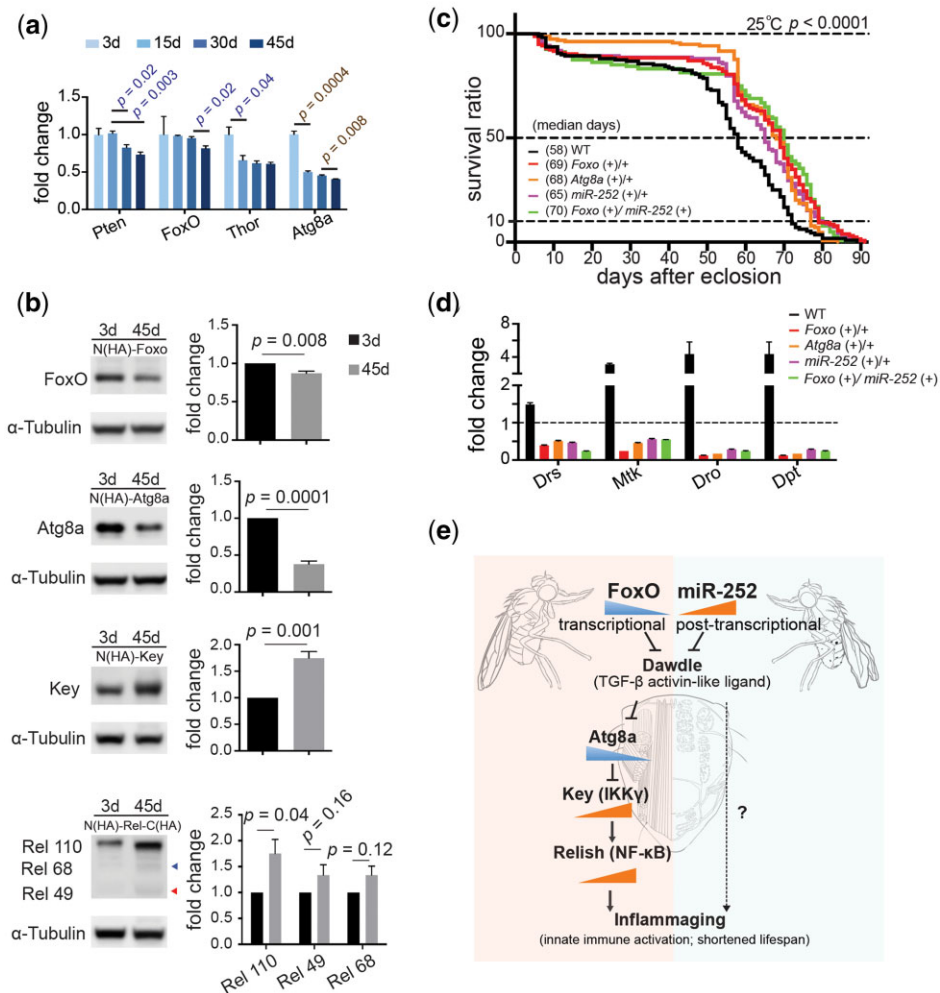 (a)
3d 15d 30d 45d
p = 0.02
p = 0.003
p = 0.02
p = 0.04
p = 0.0004
p = 0.008
fold change
1.5
1.0
0.5
0.0
Pten FoxO Thor Atg8a
(b)
3d 45d
N(HA)-Foxo
FoxO
α-Tubulin
p = 0.008
3d
45d
fold change
1.5
1.0
0.5
0.0
3d 45d
N(HA)-Atg8a
Atg8a
α-Tubulin
p = 0.0001
fold change
1.5
1.0
0.5
0.0
3d 45d
N(HA)-Key
Key
α-Tubulin
p = 0.001
fold change
2.0
1.5
1.0
0.5
0.0
3d 45d
N(HA)-Rel-C(HA)
Rel 110
Rel 68
Rel 49
α-Tubulin
p = 0.04
p = 0.16
p = 0.12
fold change
2.5
2.0
1.5
1.0
0.5
0.0
Rel 110 Rel 49 Rel 68
(c)
25°C p < 0.0001
survival ratio
100
50
10
0
(median days)
(58) WT
(69) Foxo (+)/+
(68) Atg8a (+)/+
(65) miR-252 (+)/+
(70) Foxo (+)/ miR-252 (+)
0 10 20 30 40 50 60 70 80 90
days after eclosion
(d)
WT
Foxo (+)/+
Atg8a (+)/+
miR-252 (+)/+
Foxo (+)/ miR-252 (+)
fold change
8
4
2
1
0
Drs Mtk Dro Dpt
(e)
FoxO miR-252
transcriptional post-transcriptional
Dawdle
(TGF-β activin-like ligand)
Atg8a
Key (IKKγ)
?
Relish (NF-κB)
Inflammaging
(innate immune activation; shortened lifespan)